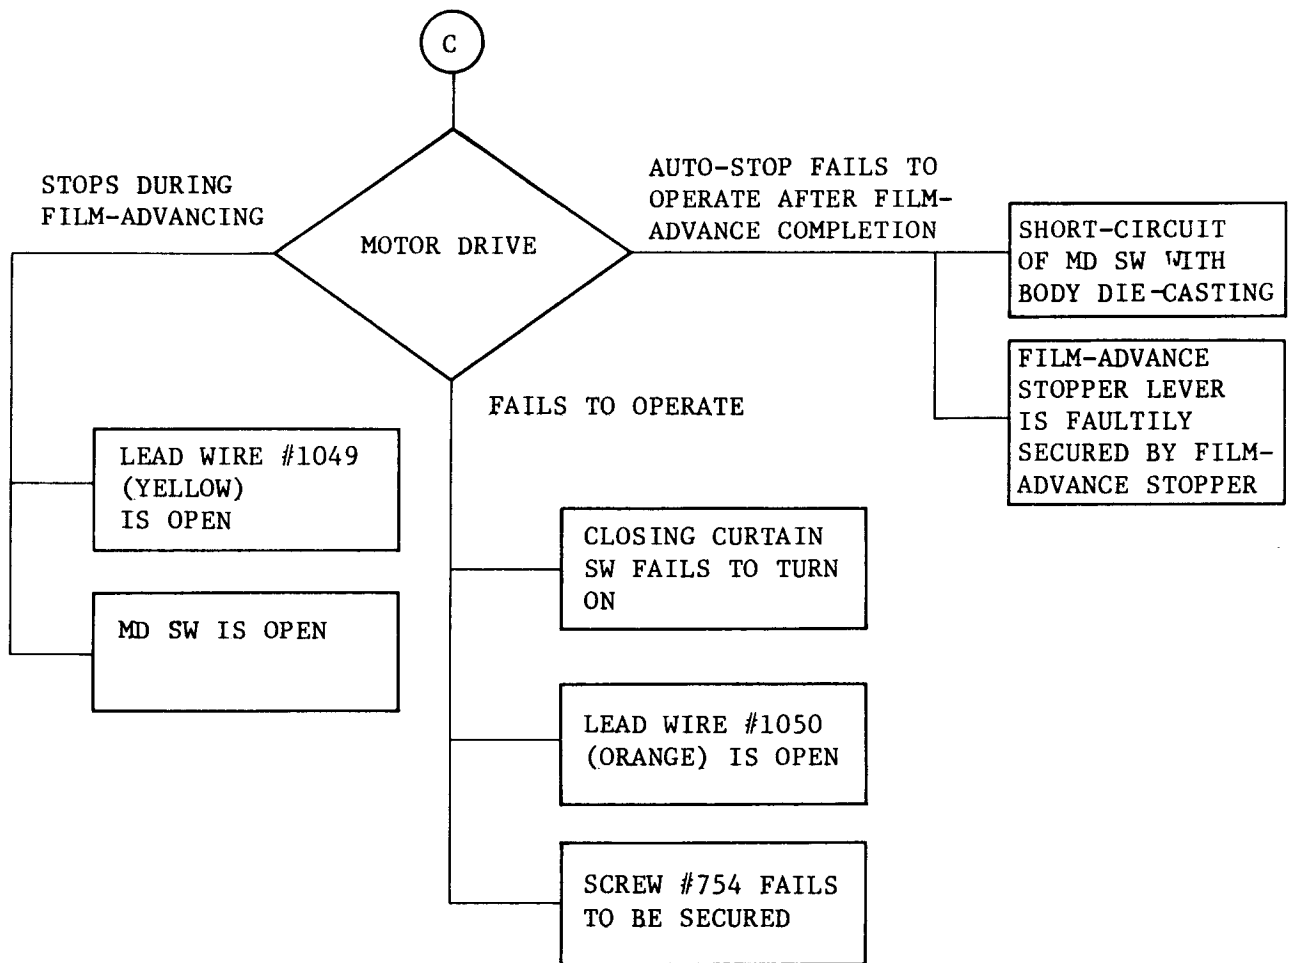 C
STOPS DURING
FILM-ADVANCING
MOTOR DRIVE
AUTO-STOP FAILS TO
OPERATE AFTER FILM-
ADVANCE COMPLETION
SHORT-CIRCUIT
OF MD SW WITH
BODY DIE-CASTING
FILM-ADVANCE
STOPPER LEVER
IS FAULTILY
SECURED BY FILM-
ADVANCE STOPPER
FAILS TO OPERATE
LEAD WIRE #1049
(YELLOW)
IS OPEN
MD SW IS OPEN
CLOSING CURTAIN
SW FAILS TO TURN
ON
LEAD WIRE #1050
(ORANGE) IS OPEN
SCREW #754 FAILS
TO BE SECURED